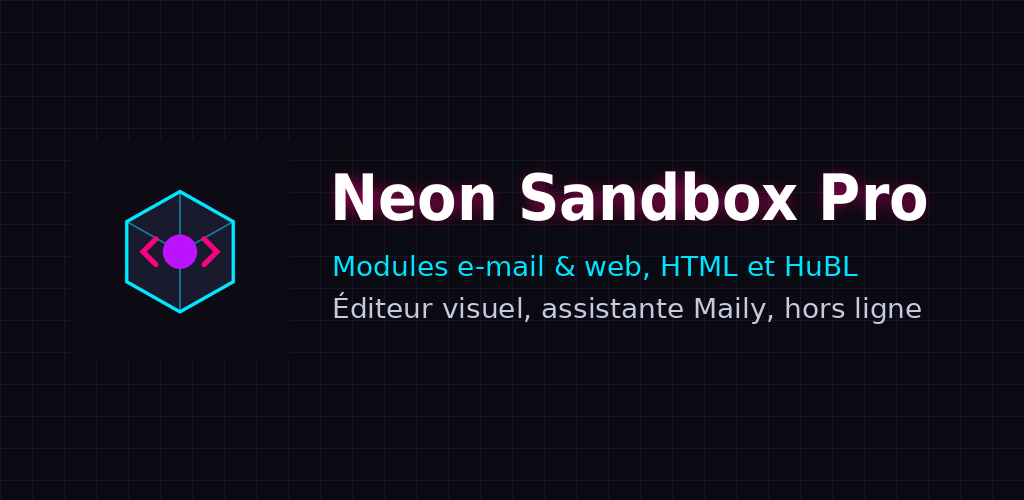 Neon Sandbox Pro
Modules e-mail & web, HTML et HuBL
Éditeur visuel, assistante Maily, hors ligne